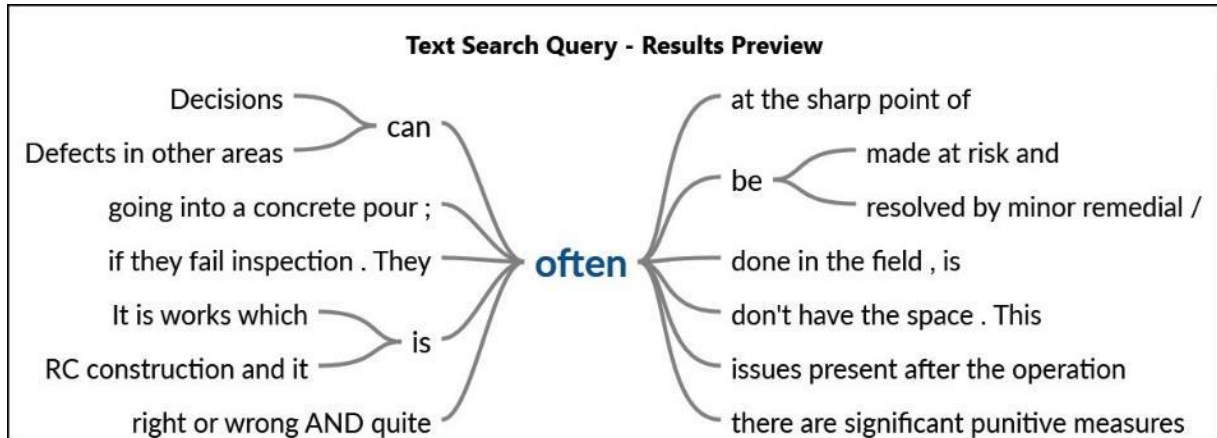 Text Search Query - Results Preview
Decisions
Defects in other areas
can
going into a concrete pour ;
if they fail inspection . They
It is works which
RC construction and it
is
right or wrong AND quite
often
at the sharp point of
be
made at risk and
resolved by minor remedial /
done in the field , is
don't have the space . This
issues present after the operation
there are significant punitive measures